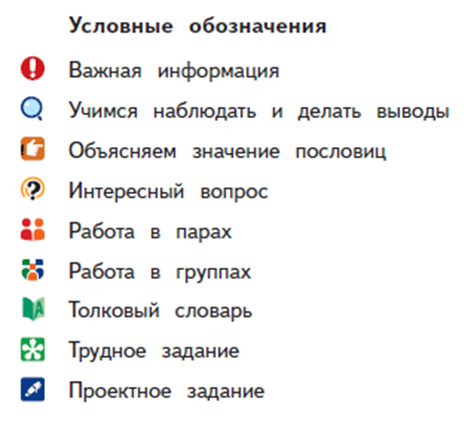 Условные обозначения
Важная информация
Учимся наблюдать и делать выводы
Объясняем значение пословиц
Интересный вопрос
Работа в парах
Работа в группах
Толковый словарь
Трудное задание
Проектное задание